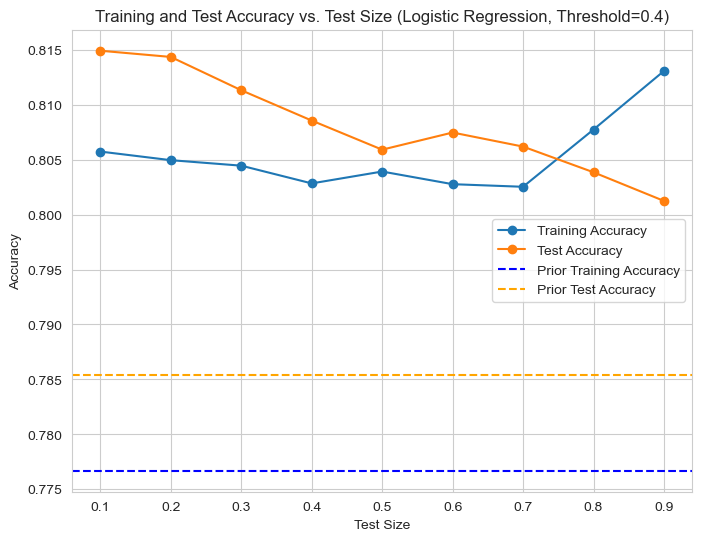 Training and Test Accuracy vs. Test Size (Logistic Regression, Threshold=0.4)
Accuracy
0.815
0.810
0.805
0.800
0.795
0.790
0.785
0.780
0.775
Training Accuracy
Test Accuracy
Prior Training Accuracy
Prior Test Accuracy
0.1 0.2 0.3 0.4 0.5 0.6 0.7 0.8 0.9
Test Size